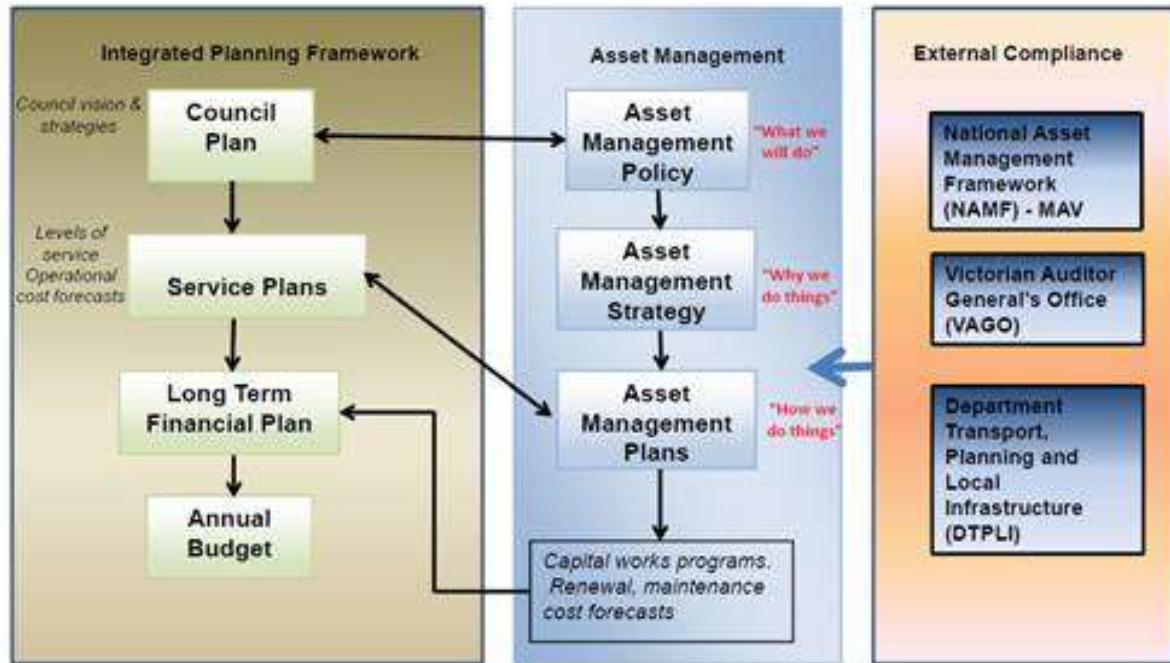 Integrated Planning Framework
Council vision &
strategies
Council
Plan
Levels of
service
Operational
cost forecasts
Service Plans
Long Term
Financial Plan
Annual
Budget
Asset Management
Asset
Management
Policy
"What we
will do"
Asset
Management
Strategy
"Why we
do things"
Asset
Management
Plans
"How we
do things"
Capital works programs.
Renewal, maintenance
cost forecasts
External Compliance
National Asset
Management
Framework
(NAMF) - MAV
Victorian Auditor
General's Office
(VAGO)
Department
Transport,
Planning and
Local
Infrastructure
(DTPLI)